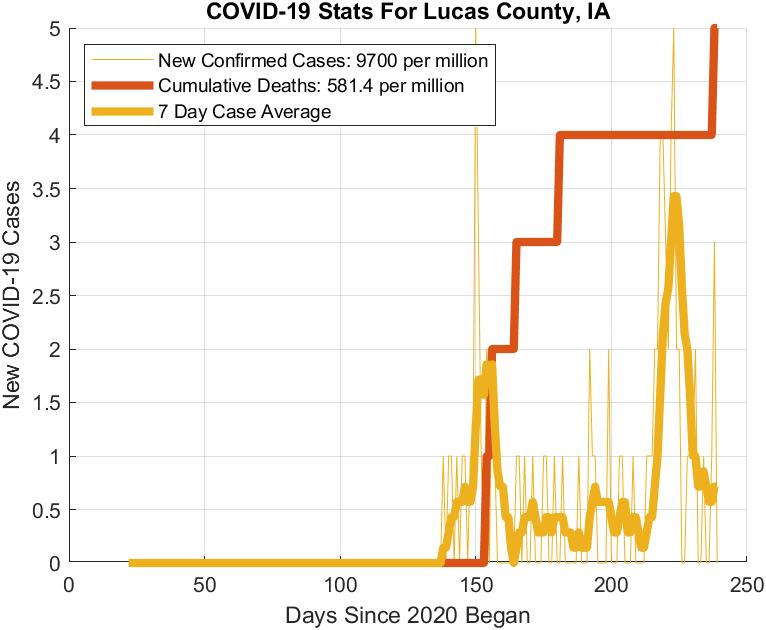 COVID-19 Stats For Lucas County, IA
New Confirmed Cases: 9700 per million
Cumulative Deaths: 581.4 per million
7 Day Case Average
New COVID-19 Cases
5
4.5
4
3.5
3
2.5
2
1.5
1
0.5
0
0 50 100 150 200 250
Days Since 2020 Began